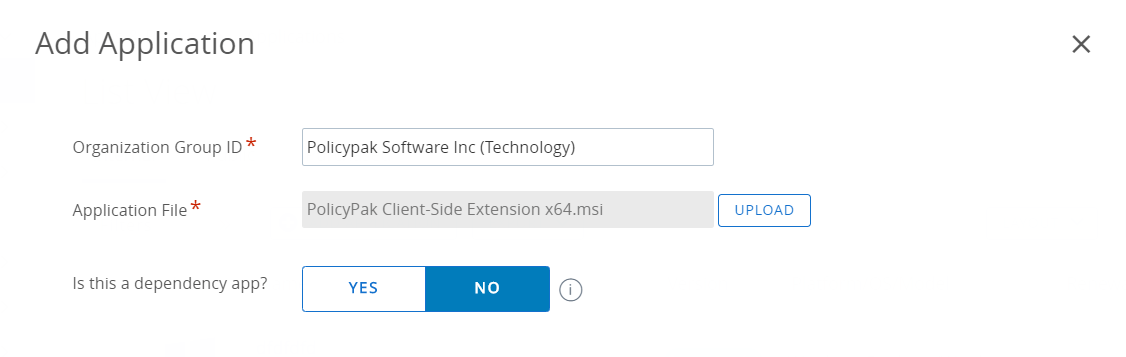 Add Application
Organization Group ID *
Policypak Software Inc (Technology)
Application File *
PolicyPak Client-Side Extension x64.msi
UPLOAD
Is this a dependency app?
YES
NO
i